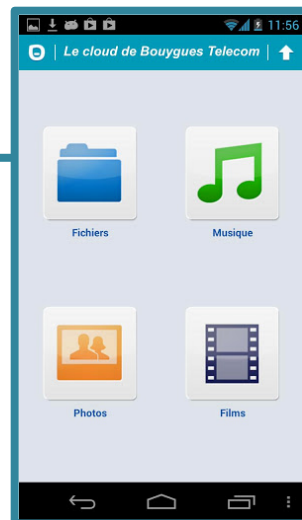 11:56
Le cloud de Bouygues Telecom
Fichiers
Musique
Photos
Films